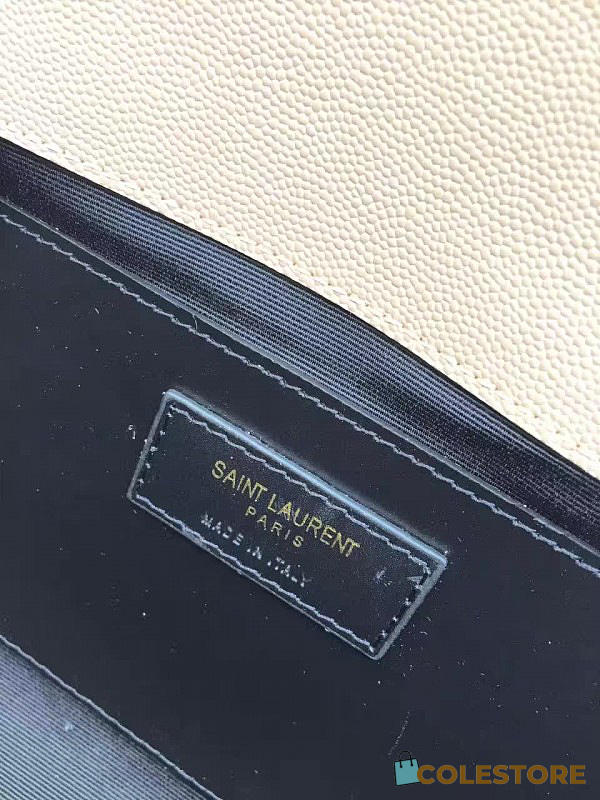 SAINT LAURENT
PARIS
MADE IN ITALY
COLESTORE